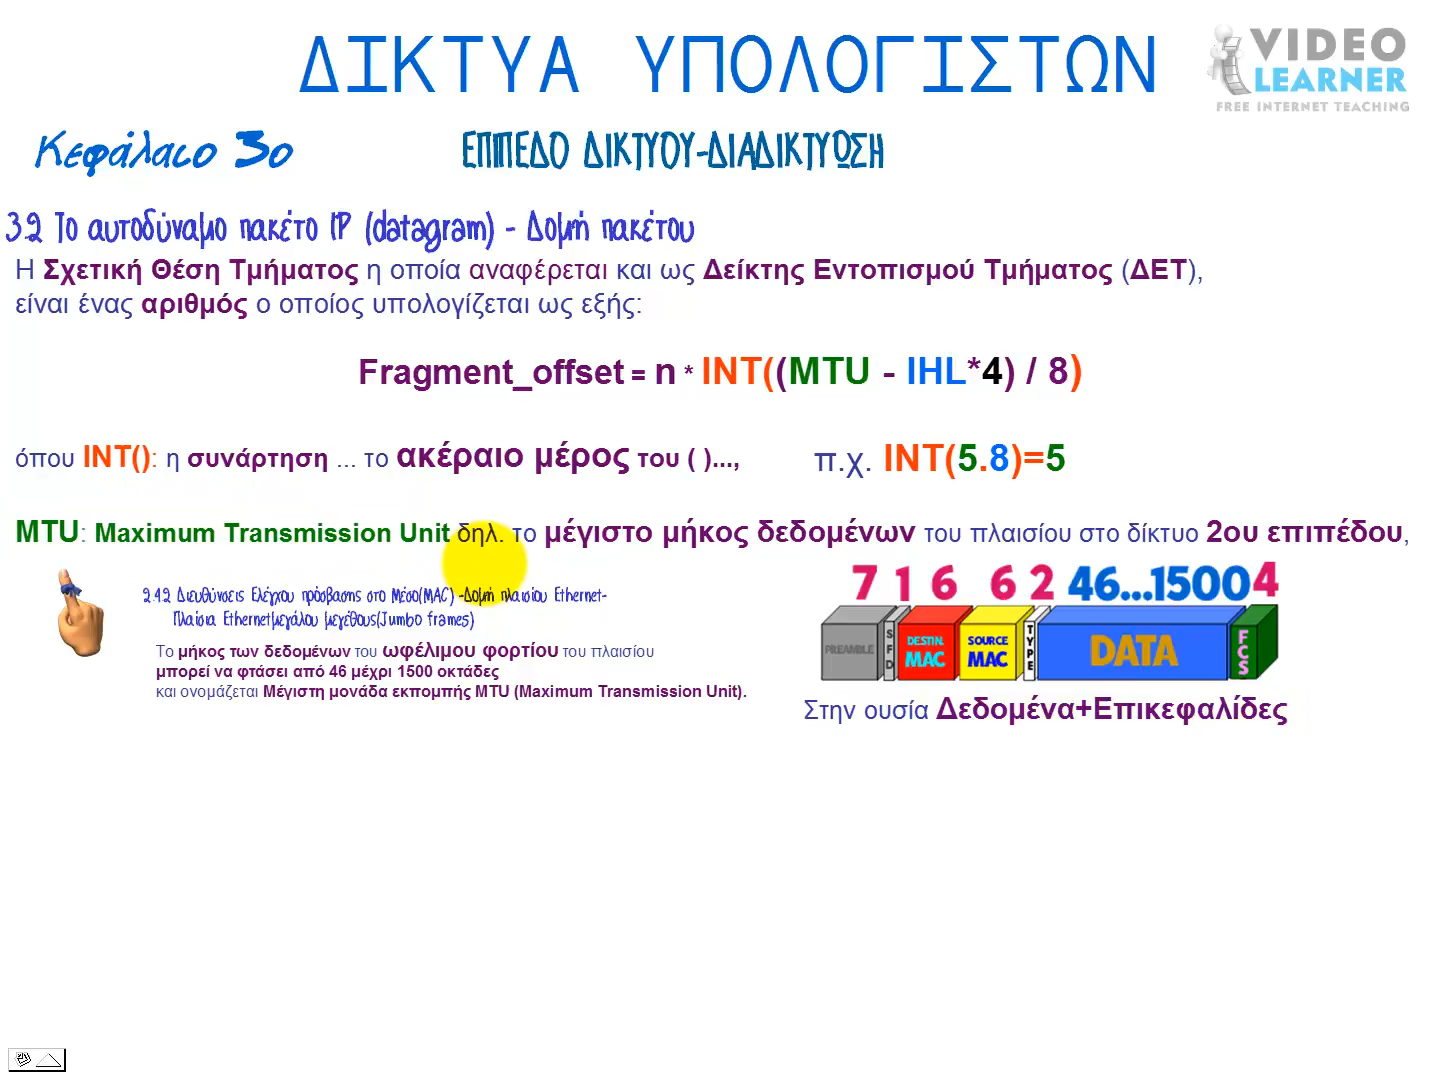 ΔΙΚΤΥΑ ΥΠΟΛΟΓΙΣΤΩΝ
VIDEO
LEARNER
FREE INTERNET TEACHING
Κεφάλαιο 3ο
ΕΠΙΠΕΔΟ ΔΙΚΤΥΟΥ-ΔΙΑΔΙΚΤΥΩΣΗ
3.2 Το αυτοδύναμο πακέτο IP (datagram) - Δομή πακέτου
Η Σχετική Θέση Τμήματος η οποία αναφέρεται και ως Δείκτης Εντοπισμού Τμήματος (ΔΕΤ),
είναι ένας αριθμός ο οποίος υπολογίζεται ως εξής:
Fragment_offset = n * INT((MTU - IHL*4) / 8)
όπου INT(): η συνάρτηση ... το ακέραιο μέρος του ( )..., π.χ. INT(5.8)=5
MTU: Maximum Transmission Unit δηλ. το μέγιστο μήκος δεδομένων του πλαισίου στο δίκτυο 2ου επιπέδου,
2.4.2 Διευθύνσεις Ελέγχου πρόσβασης στο Μέσο(MAC) -Δομή πλαισίου Ethernet-
Πλαίσια Ethernetμεγάλου μεγέθους(Jumbo frames)
Το μήκος των δεδομένων του ωφέλιμου φορτίου του πλαισίου
μπορεί να φτάσει από 46 μέχρι 1500 οκτάδες
και ονομάζεται Μέγιστη μονάδα εκπομπής MTU (Maximum Transmission Unit).
7 1 6 6 2 46...1500 4
PREAMBLE SFD DESTIN. MAC SOURCE MAC TYPE DATA FCS
Στην ουσία Δεδομένα+Επικεφαλίδες